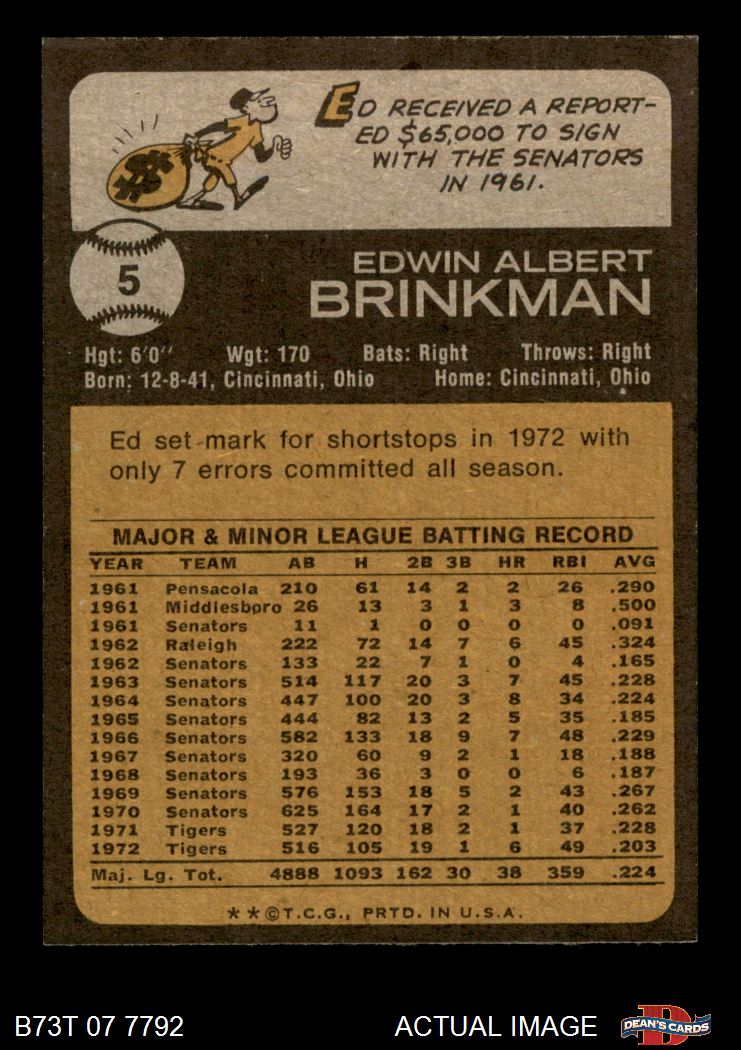 ED RECEIVED A REPORT-
ED $65,000 TO SIGN
WITH THE SENATORS
IN 1961.
5
EDWIN ALBERT
BRINKMAN
Hgt: 6'0'' Wgt: 170 Bats: Right Throws: Right
Born: 12-8-41, Cincinnati, Ohio Home: Cincinnati, Ohio
Ed set mark for shortstops in 1972 with
only 7 errors committed all season.
MAJOR & MINOR LEAGUE BATTING RECORD
YEAR TEAM AB H 2B 3B HR RBI AVG
1961 Pensacola 210 61 14 2 2 26 .290
1961 Middlesboro 26 13 3 1 3 8 .500
1961 Senators 11 1 0 0 0 0 .091
1962 Raleigh 222 72 14 7 6 45 .324
1962 Senators 133 22 7 1 0 4 .165
1963 Senators 514 117 20 3 7 45 .228
1964 Senators 447 100 20 3 8 34 .224
1965 Senators 444 82 13 2 5 35 .185
1966 Senators 582 133 18 9 7 48 .229
1967 Senators 320 60 9 2 1 18 .188
1968 Senators 193 36 3 0 0 6 .187
1969 Senators 576 153 18 5 2 43 .267
1970 Senators 625 164 17 2 1 40 .262
1971 Tigers 527 120 18 2 1 37 .228
1972 Tigers 516 105 19 1 6 49 .203
Maj. Lg. Tot. 4888 1093 162 30 38 359 .224
**©T.C.G., PRTD. IN U.S.A.
B73T 07 7792 ACTUAL IMAGE
D
DEAN'S CARDS